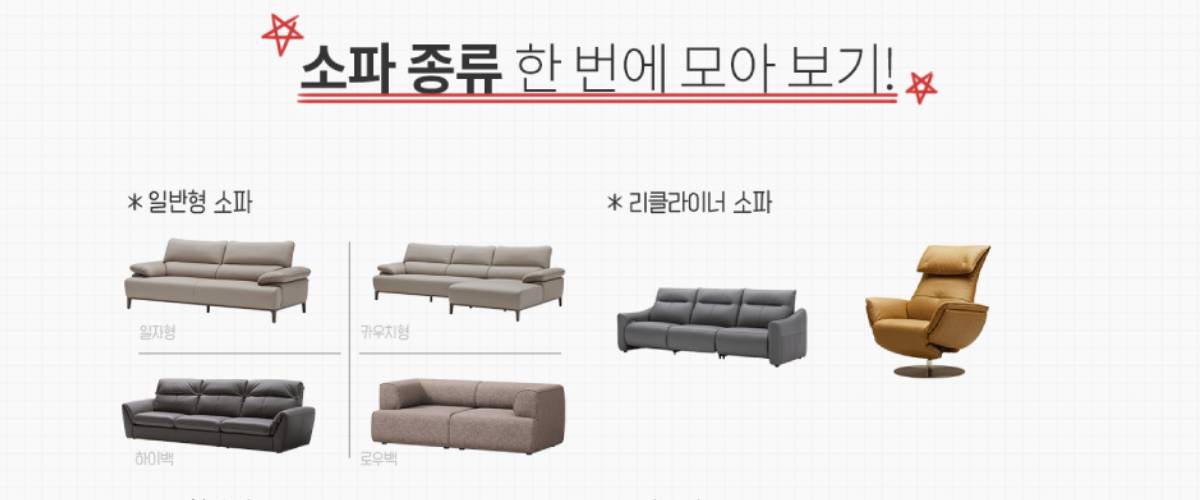 소파 종류 한 번에 모아 보기!
* 일반형 소파
* 리클라이너 소파
일자형
카우치형
하이백
로우백